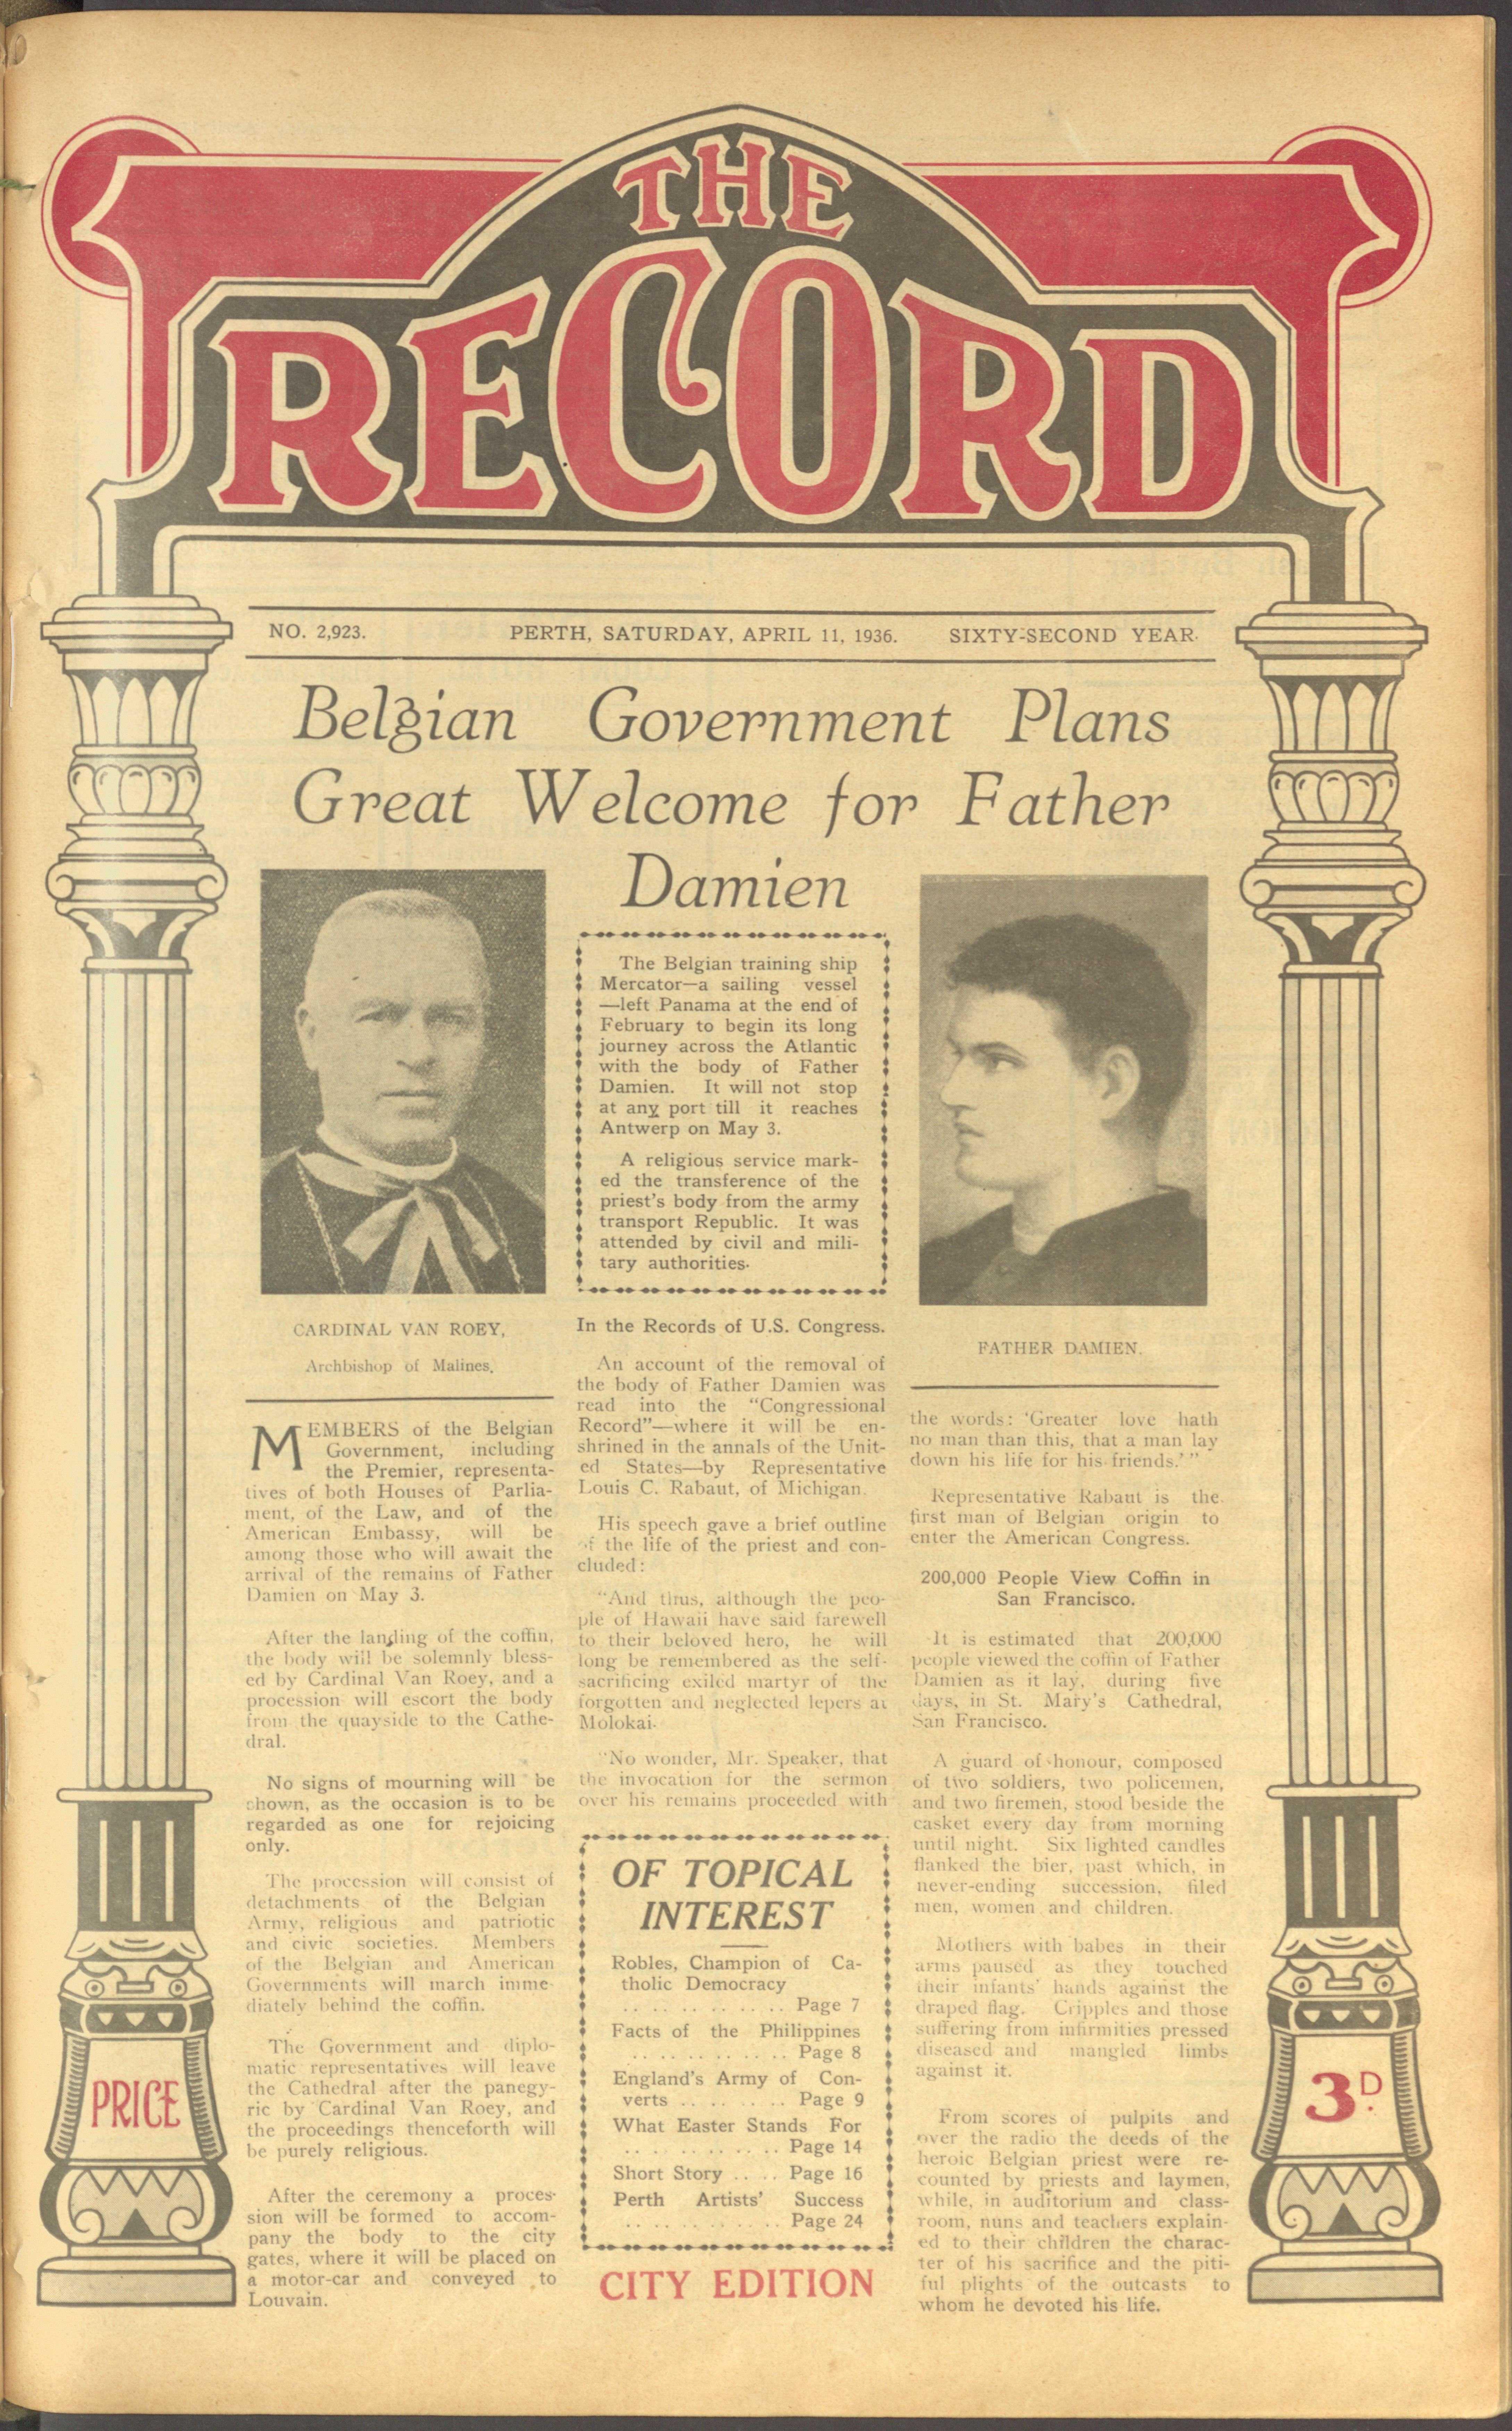 THE
RECORD
NO. 2,923. PERTH, SATURDAY, APRIL 11, 1936. SIXTY-SECOND YEAR.
Belgian Government Plans
Great Welcome for Father
Damien
CARDINAL VAN ROEY,
Archbishop of Malines.
MEMBERS of the Belgian
Government, including
the Premier, representa-
tives of both Houses of Parlia-
ment, of the Law, and of the
American Embassy, will be
among those who will await the
arrival of the remains of Father
Damien on May 3.
After the landing of the coffin,
the body will be solemnly bless-
ed by Cardinal Van Roey, and a
procession will escort the body
from the quayside to the Cathe-
dral.
No signs of mourning will be
shown, as the occasion is to be
regarded as one for rejoicing
only.
The procession will consist of
detachments of the Belgian
Army, religious and patriotic
and civic societies. Members
of the Belgian and American
Governments will march imme-
diately behind the coffin.
The Government and diplo-
matic representatives will leave
the Cathedral after the panegy-
ric by Cardinal Van Roey, and
the proceedings thenceforth will
be purely religious.
After the ceremony a proces-
sion will be formed to accom-
pany the body to the city
gates, where it will be placed on
a motor-car and conveyed to
Louvain.
The Belgian training ship
Mercator—a sailing vessel
—left Panama at the end of
February to begin its long
journey across the Atlantic
with the body of Father
Damien. It will not stop
at any port till it reaches
Antwerp on May 3.
A religious service mark-
ed the transference of the
priest's body from the army
transport Republic. It was
attended by civil and mili-
tary authorities.
In the Records of U.S. Congress.
An account of the removal of
the body of Father Damien was
read into the "Congressional
Record"—where it will be en-
shrined in the annals of the Unit-
ed States—by Representative
Louis C. Rabaut, of Michigan.
His speech gave a brief outline
of the life of the priest and con-
cluded:
"And thus, although the peo-
ple of Hawaii have said farewell
to their beloved hero, he will
long be remembered as the self-
sacrificing exiled martyr of the
forgotten and neglected lepers at
Molokai.
"No wonder, Mr. Speaker, that
the invocation for the sermon
over his remains proceeded with
OF TOPICAL
INTEREST
Robles, Champion of Ca-
tholic Democracy
.. .. .. .. .. .. Page 7
Facts of the Philippines
.. .. .. .. .. .. Page 8
England's Army of Con-
verts .. .. .. .. Page 9
What Easter Stands For
.. .. .. .. .. .. Page 14
Short Story .. .. Page 16
Perth Artists' Success
.. .. .. .. .. .. Page 24
CITY EDITION
FATHER DAMIEN.
the words: 'Greater love hath
no man than this, that a man lay
down his life for his friends.' "
Representative Rabaut is the
first man of Belgian origin to
enter the American Congress.
200,000 People View Coffin in
San Francisco.
It is estimated that 200,000
people viewed the coffin of Father
Damien as it lay, during five
days, in St. Mary's Cathedral,
San Francisco.
A guard of honour, composed
of two soldiers, two policemen,
and two firemen, stood beside the
casket every day from morning
until night. Six lighted candles
flanked the bier, past which, in
never-ending succession, filed
men, women and children.
Mothers with babes in their
arms paused as they touched
their infants' hands against the
draped flag. Cripples and those
suffering from infirmities pressed
diseased and mangled limbs
against it.
From scores of pulpits and
over the radio the deeds of the
heroic Belgian priest were re-
counted by priests and laymen,
while, in auditorium and class-
room, nuns and teachers explain-
ed to their children the charac-
ter of his sacrifice and the piti-
ful plights of the outcasts to
whom he devoted his life.
PRICE
3D.